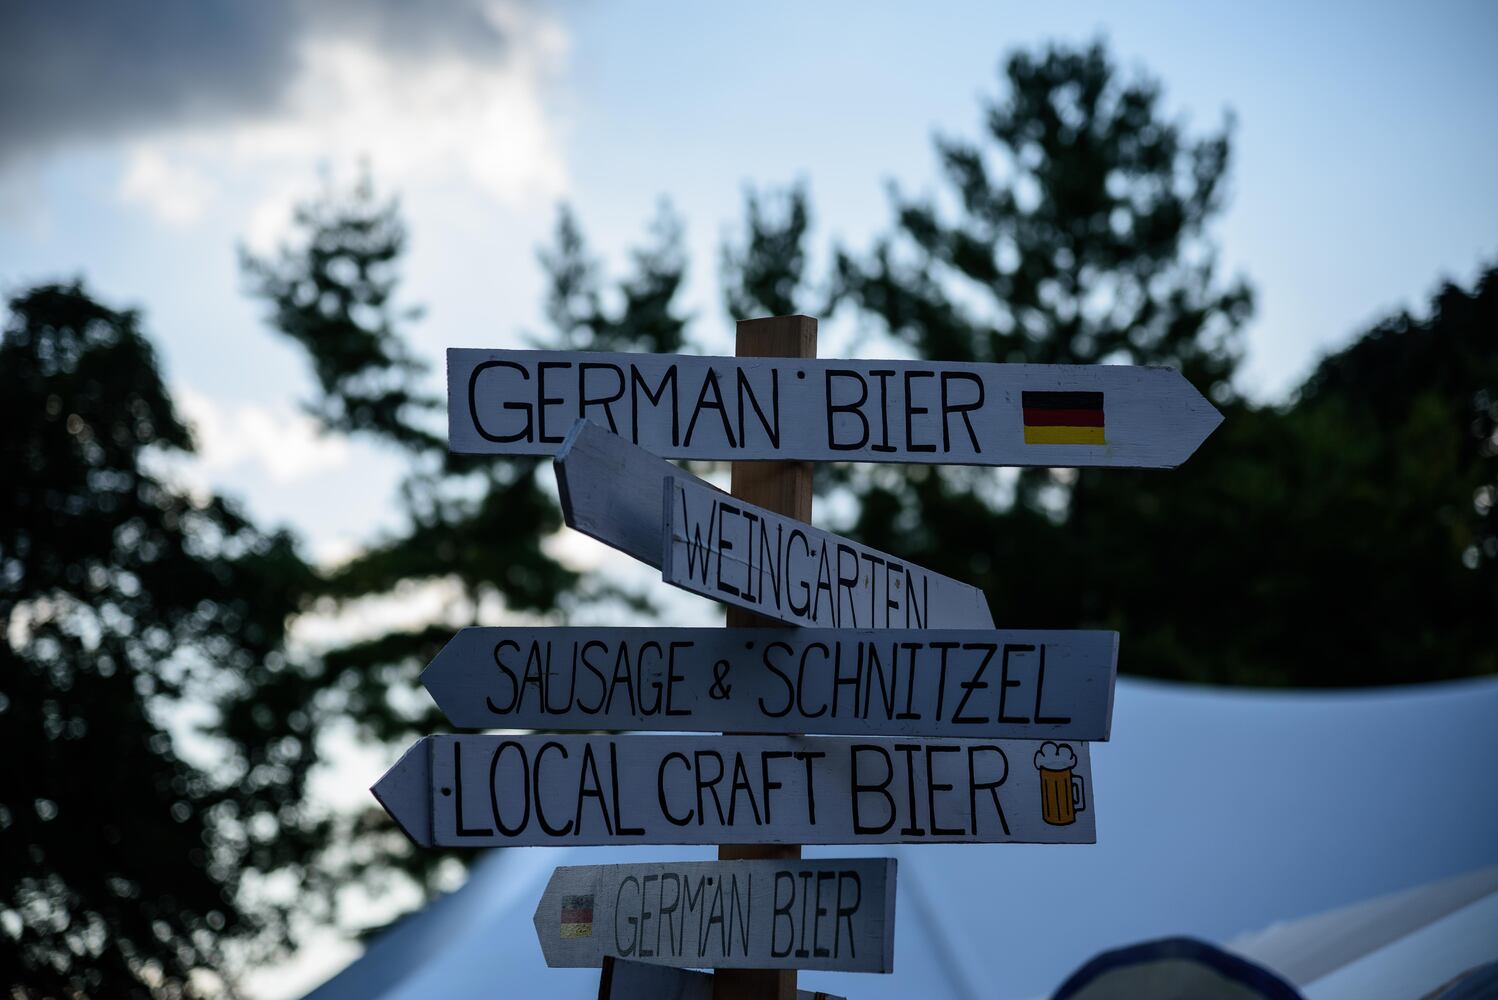 GERMAN BIER
WEINGARTEN
SAUSAGE & SCHNITZEL
LOCAL CRAFT BIER
GERMAN BIER